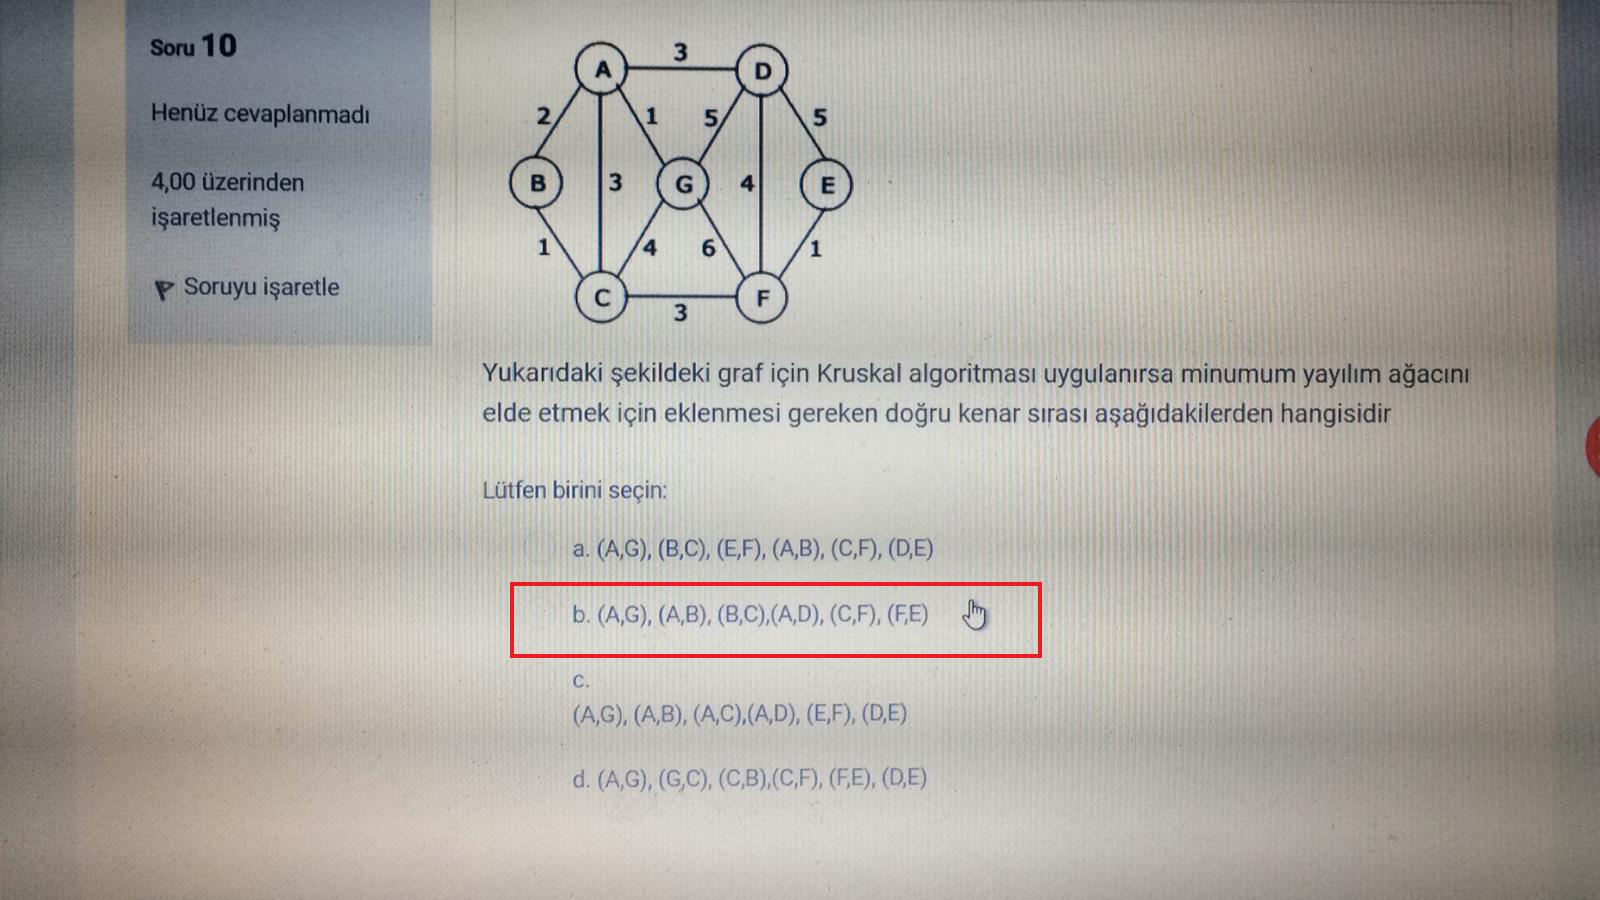 Soru 10
Henüz cevaplanmadı
4,00 üzerinden
işaretlenmiş
Soruyu işaretle
3
A
D
2
1
5
5
B
3
G
4
E
1
4
6
1
C
F
3
Yukarıdaki şekildeki graf için Kruskal algoritması uygulanırsa minumum yayılım ağacını
elde etmek için eklenmesi gereken doğru kenar sırası aşağıdakilerden hangisidir
Lütfen birini seçin:
a. (A,G), (B,C), (E,F), (A,B), (C,F), (D,E)
b. (A,G), (A,B), (B,C),(A,D), (C,F), (F,E)
c.
(A,G), (A,B), (A,C),(A,D), (E,F), (D,E)
d. (A,G), (G,C), (C,B),(C,F), (F,E), (D,E)